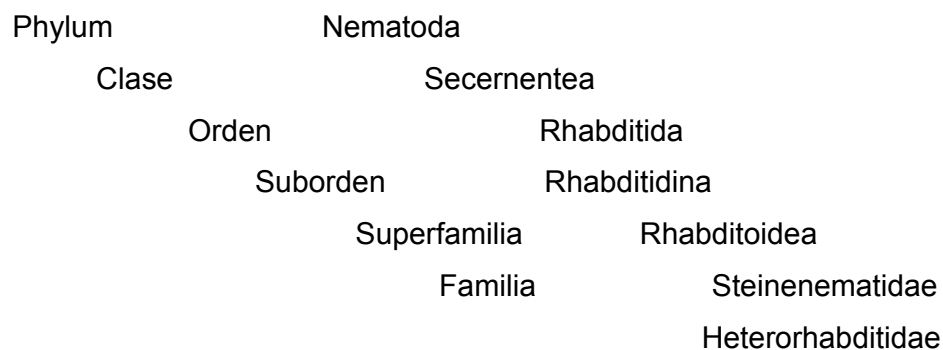 Phylum Nematoda
Clase Secernentea
Orden Rhabditida
Suborden Rhabditidina
Superfamilia Rhabditoidea
Familia Steinenematidae
Heterorhabditidae